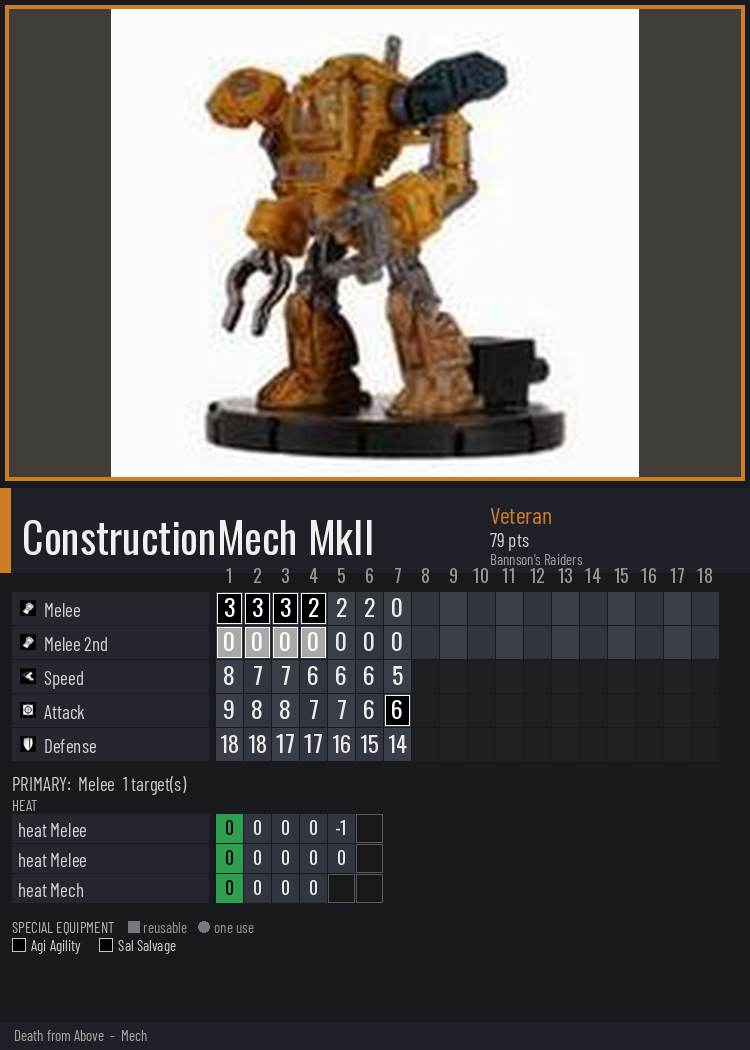 ConstructionMech MkII
Veteran
79 pts
Bannson's Raiders
1 2 3 4 5 6 7 8 9 10 11 12 13 14 15 16 17 18
Melee 3 3 3 2 2 2 0
Melee 2nd 0 0 0 0 0 0 0
Speed 8 7 7 6 6 6 5
Attack 9 8 8 7 7 6 6
Defense 18 18 17 17 16 15 14
PRIMARY: Melee 1 target(s)
HEAT
heat Melee 0 0 0 0 -1
heat Melee 0 0 0 0 0
heat Mech 0 0 0 0
SPECIAL EQUIPMENT reusable one use
Agi Agility Sal Salvage
Death from Above - Mech